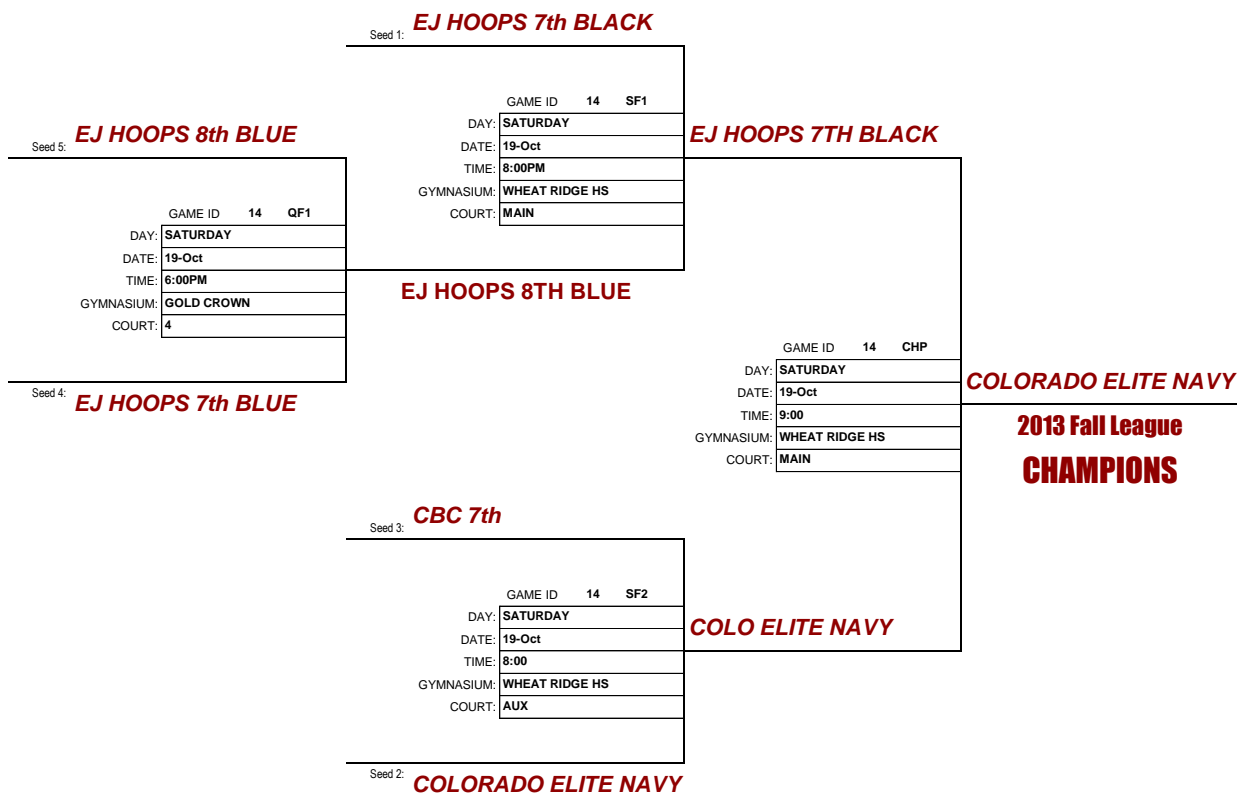 Seed 1: EJ HOOPS 7th BLACK
GAME ID 14 SF1
DAY: SATURDAY
DATE: 19-Oct
TIME: 8:00PM
GYMNASIUM: WHEAT RIDGE HS
COURT: MAIN
Seed 5: EJ HOOPS 8th BLUE
EJ HOOPS 7TH BLACK
GAME ID 14 QF1
DAY: SATURDAY
DATE: 19-Oct
TIME: 6:00PM
GYMNASIUM: GOLD CROWN
COURT: 4
EJ HOOPS 8TH BLUE
Seed 4: EJ HOOPS 7th BLUE
GAME ID 14 CHP
DAY: SATURDAY
DATE: 19-Oct
TIME: 9:00
GYMNASIUM: WHEAT RIDGE HS
COURT: MAIN
COLORADO ELITE NAVY
2013 Fall League
CHAMPIONS
Seed 3: CBC 7th
GAME ID 14 SF2
DAY: SATURDAY
DATE: 19-Oct
TIME: 8:00
GYMNASIUM: WHEAT RIDGE HS
COURT: AUX
COLO ELITE NAVY
Seed 2: COLORADO ELITE NAVY